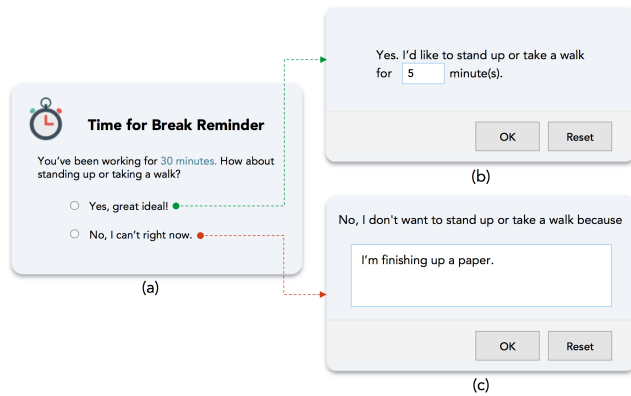 Time for Break Reminder
You've been working for 30 minutes. How about
standing up or taking a walk?
Yes, great ideal!
No, I can't right now.
(a)
Yes. I'd like to stand up or take a walk
for 5 minute(s).
OK Reset
(b)
No, I don't want to stand up or take a walk because
I'm finishing up a paper.
OK Reset
(c)